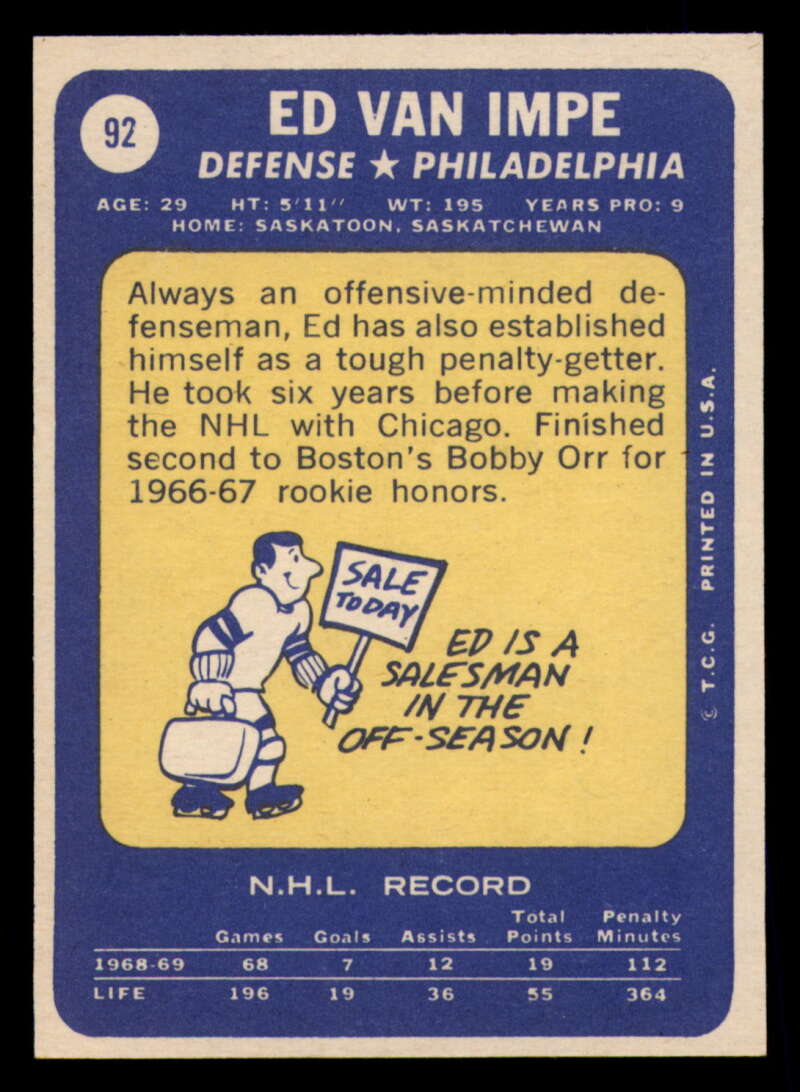 92
ED VAN IMPE
DEFENSE ★ PHILADELPHIA
AGE: 29 HT: 5'11" WT: 195 YEARS PRO: 9
HOME: SASKATOON, SASKATCHEWAN
Always an offensive-minded de-
fenseman, Ed has also established
himself as a tough penalty-getter.
He took six years before making
the NHL with Chicago. Finished
second to Boston's Bobby Orr for
1966-67 rookie honors.
SALE
TODAY
ED IS A
SALESMAN
IN THE
OFF-SEASON!
© T.C.G. PRINTED IN U.S.A.
N.H.L. RECORD
Games Goals Assists Total Points Penalty Minutes
1968-69 68 7 12 19 112
LIFE 196 19 36 55 364